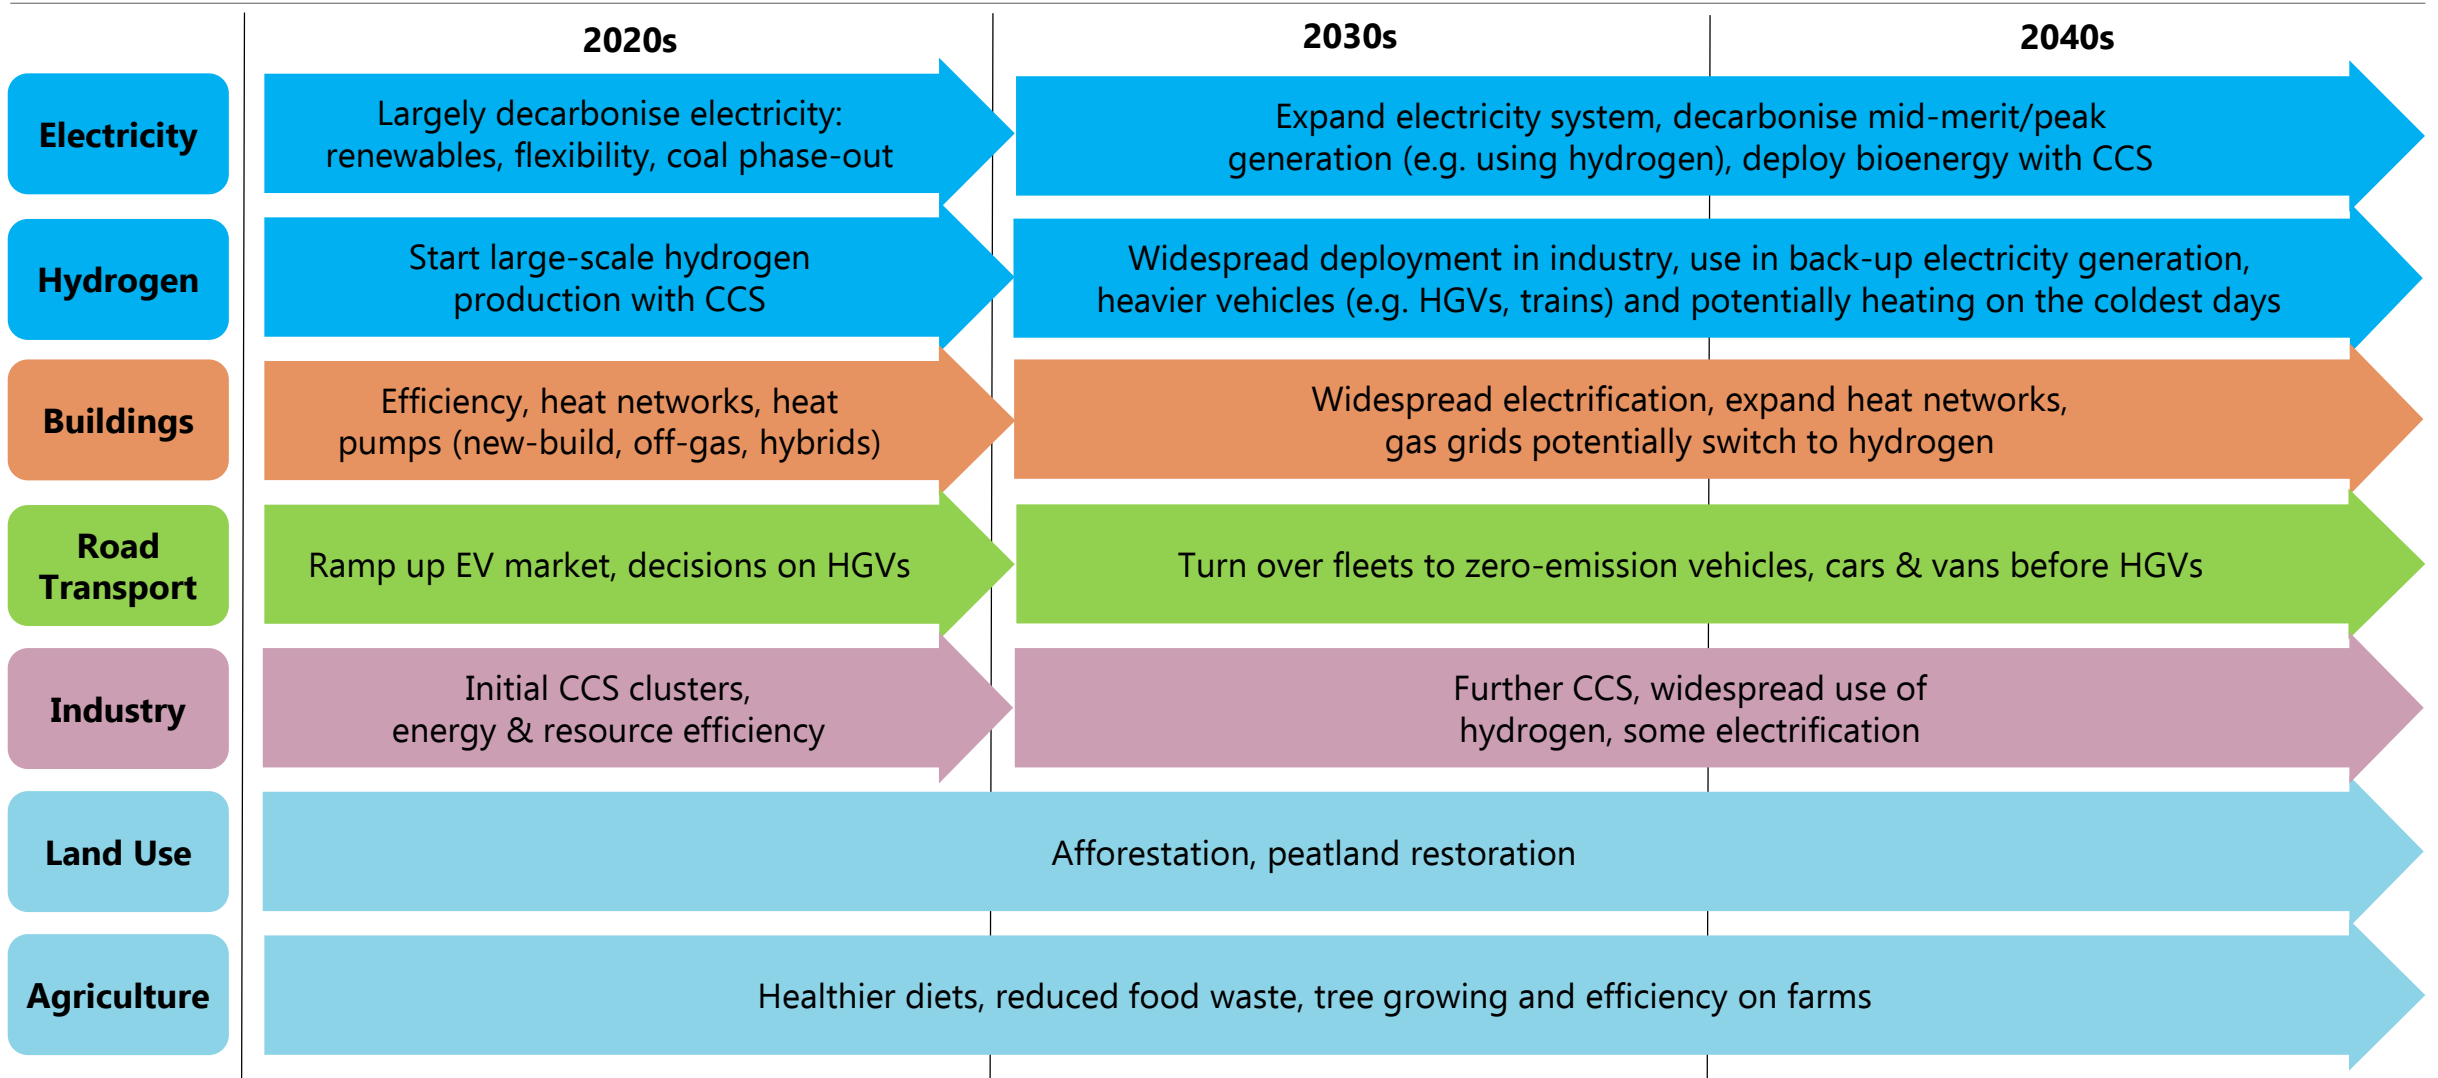 2020s
2030s
2040s
Electricity
Largely decarbonise electricity:
renewables, flexibility, coal phase-out
Expand electricity system, decarbonise mid-merit/peak
generation (e.g. using hydrogen), deploy bioenergy with CCS
Hydrogen
Start large-scale hydrogen
production with CCS
Widespread deployment in industry, use in back-up electricity generation,
heavier vehicles (e.g. HGVs, trains) and potentially heating on the coldest days
Buildings
Efficiency, heat networks, heat
pumps (new-build, off-gas, hybrids)
Widespread electrification, expand heat networks,
gas grids potentially switch to hydrogen
Road
Transport
Ramp up EV market, decisions on HGVs
Turn over fleets to zero-emission vehicles, cars & vans before HGVs
Industry
Initial CCS clusters,
energy & resource efficiency
Further CCS, widespread use of
hydrogen, some electrification
Land Use
Afforestation, peatland restoration
Agriculture
Healthier diets, reduced food waste, tree growing and efficiency on farms